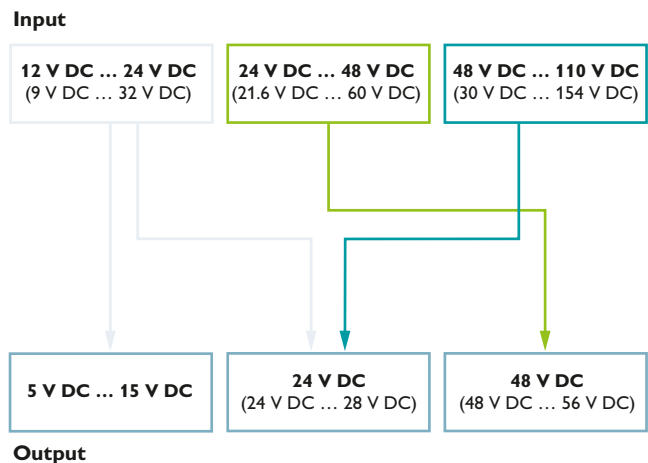 Input
12 V DC … 24 V DC
(9 V DC … 32 V DC)
24 V DC … 48 V DC
(21.6 V DC … 60 V DC)
48 V DC … 110 V DC
(30 V DC … 154 V DC)
5 V DC … 15 V DC
24 V DC
(24 V DC … 28 V DC)
48 V DC
(48 V DC … 56 V DC)
Output